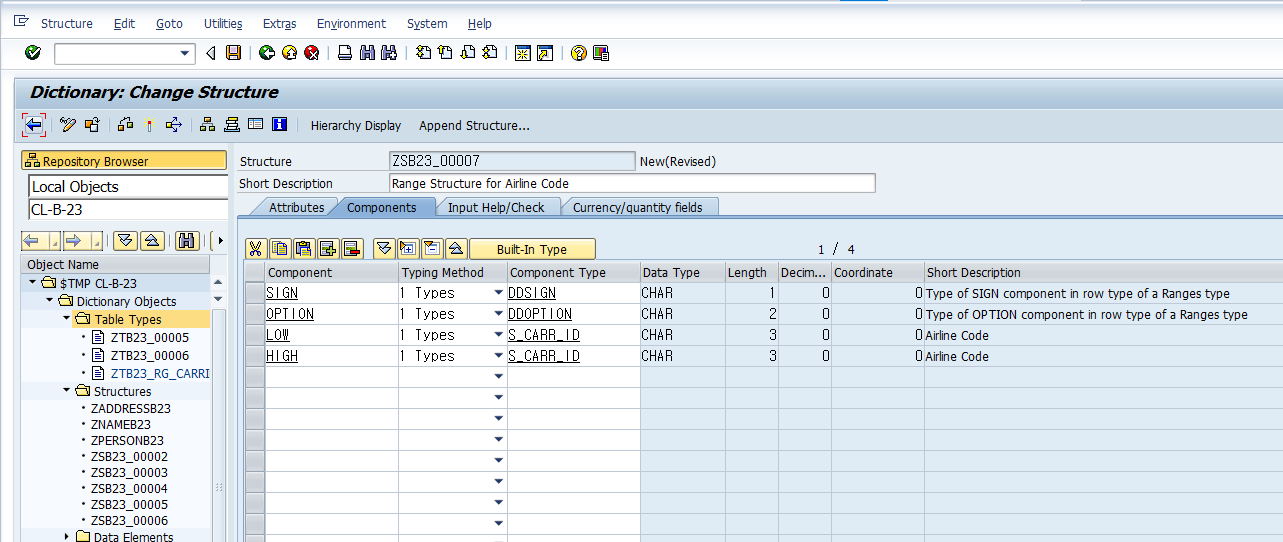 Structure Edit Goto Utilities Extras Environment System Help
Dictionary: Change Structure
Hierarchy Display Append Structure...
Repository Browser
Local Objects
CL-B-23
Object Name
$TMP CL-B-23
Dictionary Objects
Table Types
ZTB23_00005
ZTB23_00006
ZTB23_RG_CARRI
Structures
ZADDRESSB23
ZNAMEB23
ZPERSONB23
ZSB23_00002
ZSB23_00003
ZSB23_00004
ZSB23_00005
ZSB23_00006
Data Elements
Structure ZSB23_00007 New(Revised)
Short Description Range Structure for Airline Code
Attributes Components Input Help/Check Currency/quantity fields
Built-In Type 1 / 4
Component Typing Method Component Type Data Type Length Decim... Coordinate Short Description
SIGN 1 Types DDSIGN CHAR 1 0 0 Type of SIGN component in row type of a Ranges type
OPTION 1 Types DDOPTION CHAR 2 0 0 Type of OPTION component in row type of a Ranges type
LOW 1 Types S_CARR_ID CHAR 3 0 0 Airline Code
HIGH 1 Types S_CARR_ID CHAR 3 0 0 Airline Code